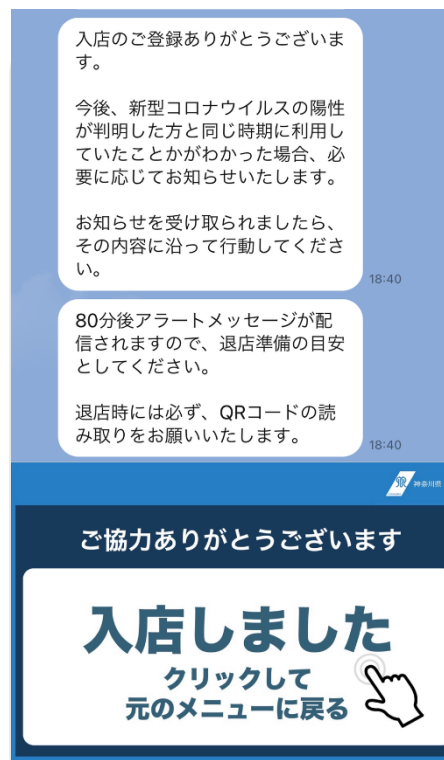 入店のご登録ありがとうございま
す。
今後、新型コロナウイルスの陽性
が判明した方と同じ時期に利用し
ていたことかがわかった場合、必
要に応じてお知らせいたします。
お知らせを受け取られましたら、
その内容に沿って行動してくださ
い。
18:40
80分後アラートメッセージが配
信されますので、退店準備の目安
としてください。
退店時には必ず、QRコードの読
み取りをお願いいたします。
18:40
神奈川県
ご協力ありがとうございます
入店しました
クリックして
元のメニューに戻る